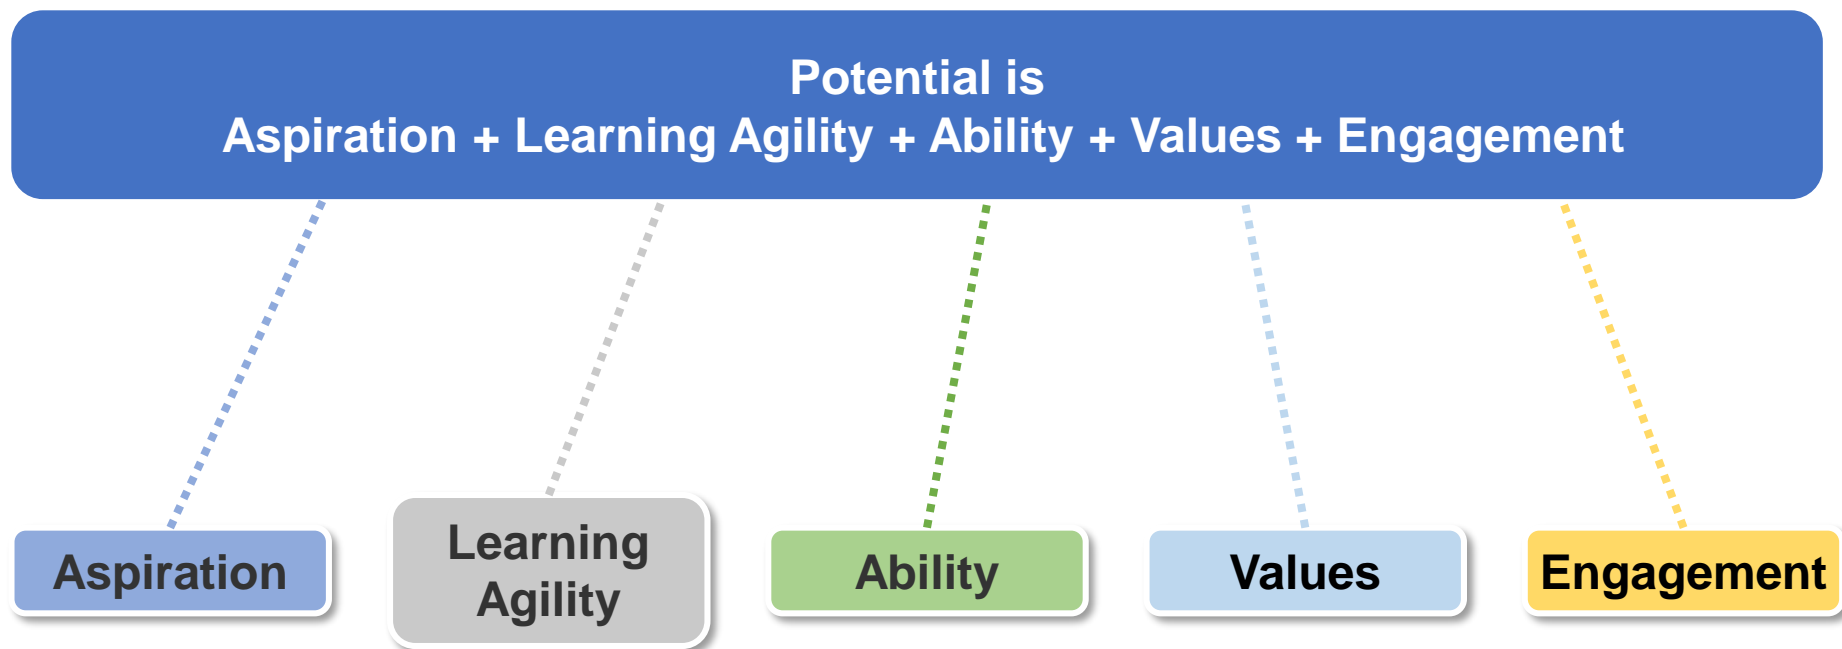 Potential is
Aspiration + Learning Agility + Ability + Values + Engagement
Aspiration
Learning
Agility
Ability
Values
Engagement